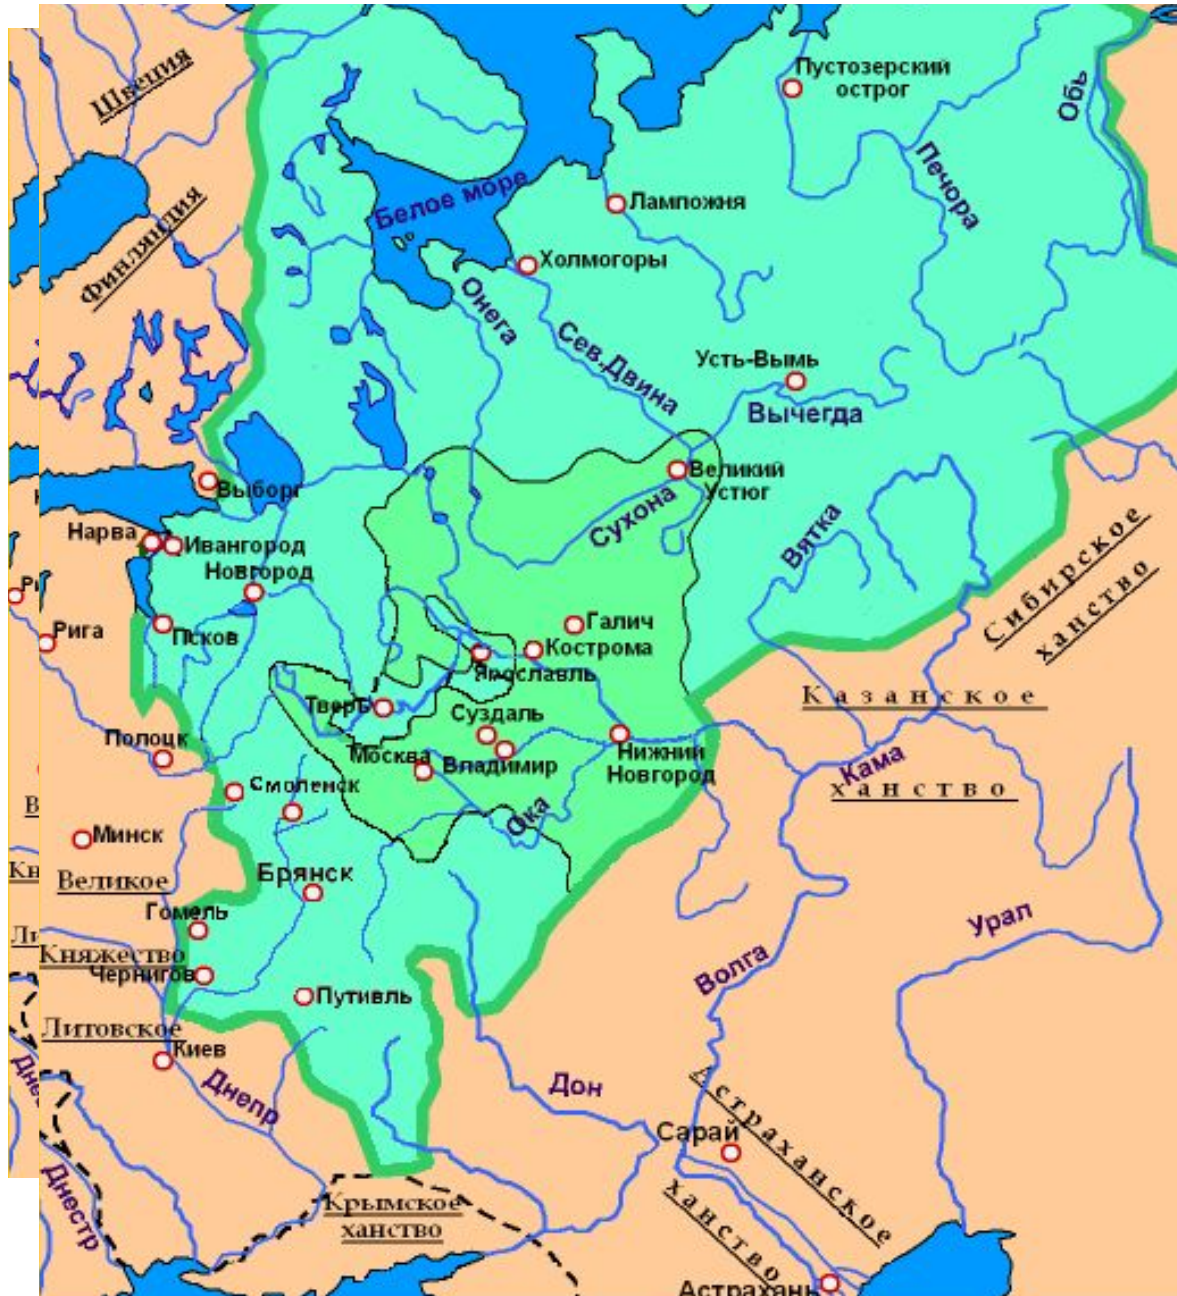 Швеция
Пустозерский
острог
Обь
Печора
Белое море
Лампожня
Финляндия
Холмогоры
Онега
Сев.Двина
Усть-Вымь
Вычегда
Великий
Устюг
Выборг
Сухона
Вятка
Нарва
Ивангород
Новгород
Сибирское
ханство
Рига
Псков
Галич
Кострома
Ярославль
Казанское
ханство
Тверь
Суздаль
Полоцк
Москва
Владимир
Нижний
Новгород
Кама
Смоленск
Ока
Минск
Великое
Брянск
Гомель
Урал
Княжество
Чернигов
Волга
Путивль
Литовское
Киев
Днепр
Дон
Астраханское
ханство
Сарай
Днестр
Крымское
ханство
Астрахань